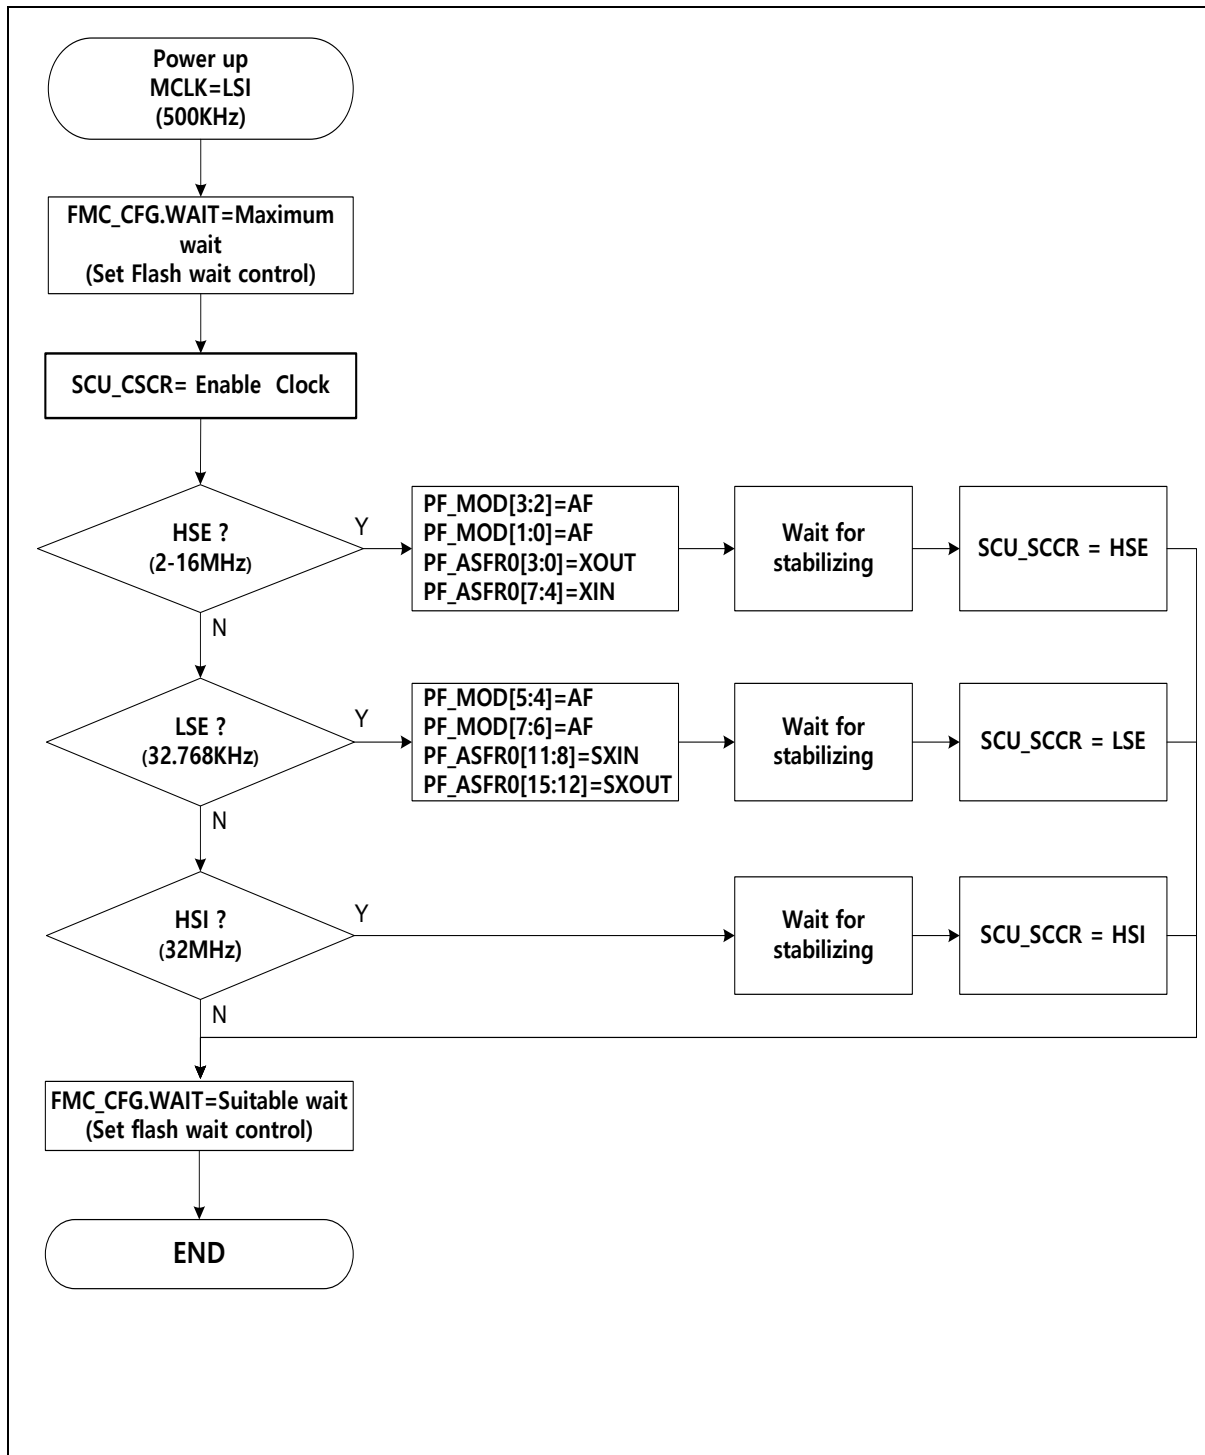 Power up
MCLK=LSI
(500KHz)
FMC_CFG.WAIT=Maximum
wait
(Set Flash wait control)
SCU_CSCR= Enable Clock
HSE ?
(2-16MHz)
Y
N
PF_MOD[3:2]=AF
PF_MOD[1:0]=AF
PF_ASFR0[3:0]=XOUT
PF_ASFR0[7:4]=XIN
Wait for
stabilizing
SCU_SCCR = HSE
LSE ?
(32.768KHz)
Y
N
PF_MOD[5:4]=AF
PF_MOD[7:6]=AF
PF_ASFR0[11:8]=SXIN
PF_ASFR0[15:12]=SXOUT
Wait for
stabilizing
SCU_SCCR = LSE
HSI ?
(32MHz)
Y
N
Wait for
stabilizing
SCU_SCCR = HSI
FMC_CFG.WAIT=Suitable wait
(Set flash wait control)
END